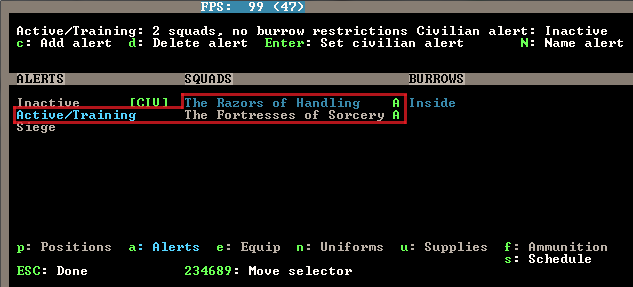 FPS: 99 (47)
Active/Training: 2 squads, no burrow restrictions Civilian alert: Inactive
c: Add alert d: Delete alert Enter: Set civilian alert N: Name alert
ALERTS SQUADS BURROWS
Inactive [CIV] The Razors of Handling A Inside
Active/Training The Fortresses of Sorcery A
Siege
p: Positions a: Alerts e: Equip n: Uniforms u: Supplies f: Ammunition
s: Schedule
ESC: Done 234689: Move selector